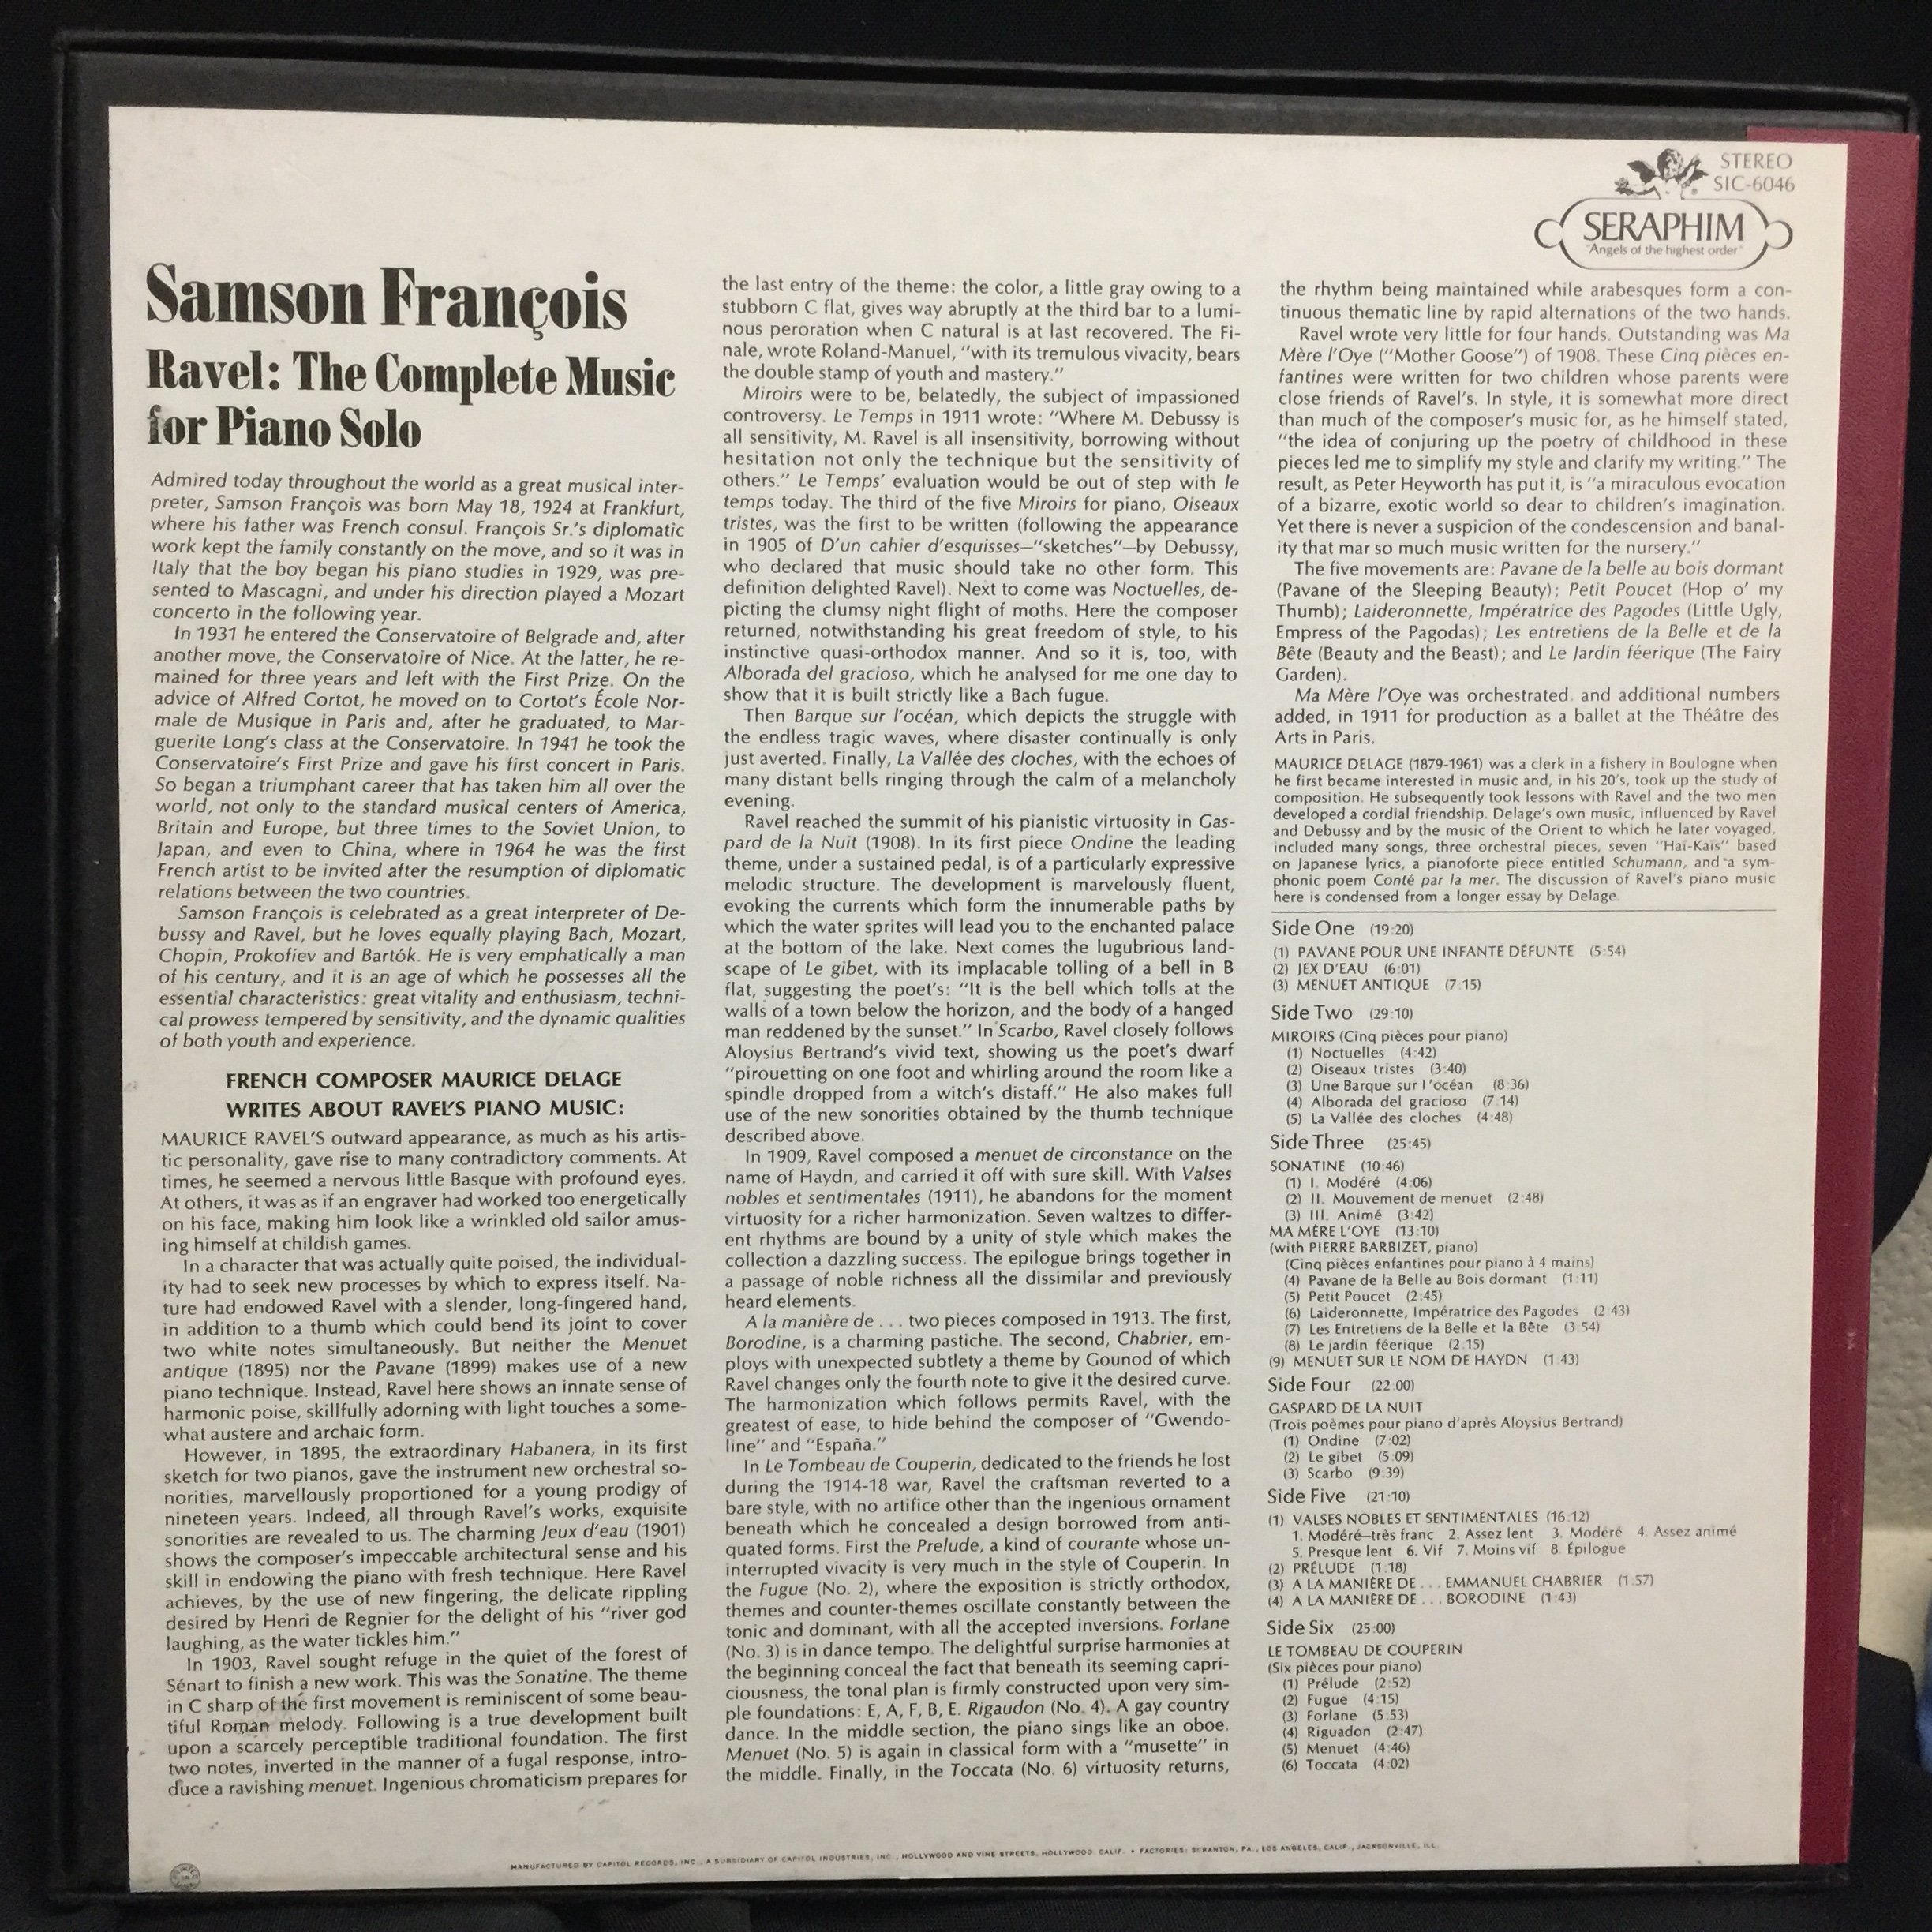 STEREO
SIC-6046
SERAPHIM
"Angels of the highest order"
Samson François
Ravel: The Complete Music
for Piano Solo
Admired today throughout the world as a great musical inter-
preter, Samson François was born May 18, 1924 at Frankfurt,
where his father was French consul. François Sr.'s diplomatic
work kept the family constantly on the move, and so it was in
Italy that the boy began his piano studies in 1929, was pre-
sented to Mascagni, and under his direction played a Mozart
concerto in the following year.
In 1931 he entered the Conservatoire of Belgrade and, after
another move, the Conservatoire of Nice. At the latter, he re-
mained for three years and left with the First Prize. On the
advice of Alfred Cortot, he moved on to Cortot's École Nor-
male de Musique in Paris and, after he graduated, to Mar-
guerite Long's class at the Conservatoire. In 1941 he took the
Conservatoire's First Prize and gave his first concert in Paris.
So began a triumphant career that has taken him all over the
world, not only to the standard musical centers of America,
Britain and Europe, but three times to the Soviet Union, to
Japan, and even to China, where in 1964 he was the first
French artist to be invited after the resumption of diplomatic
relations between the two countries.
Samson François is celebrated as a great interpreter of De-
bussy and Ravel, but he loves equally playing Bach, Mozart,
Chopin, Prokofiev and Bartók. He is very emphatically a man
of his century, and it is an age of which he possesses all the
essential characteristics: great vitality and enthusiasm, techni-
cal prowess tempered by sensitivity, and the dynamic qualities
of both youth and experience.
FRENCH COMPOSER MAURICE DELAGE
WRITES ABOUT RAVEL'S PIANO MUSIC:
MAURICE RAVEL'S outward appearance, as much as his artis-
tic personality, gave rise to many contradictory comments. At
times, he seemed a nervous little Basque with profound eyes.
At others, it was as if an engraver had worked too energetically
on his face, making him look like a wrinkled old sailor amus-
ing himself at childish games.
In a character that was actually quite poised, the individual-
ity had to seek new processes by which to express itself. Na-
ture had endowed Ravel with a slender, long-fingered hand,
in addition to a thumb which could bend its joint to cover
two white notes simultaneously. But neither the Menuet
antique (1895) nor the Pavane (1899) makes use of a new
piano technique. Instead, Ravel here shows an innate sense of
harmonic poise, skillfully adorning with light touches a some-
what austere and archaic form.
However, in 1895, the extraordinary Habanera, in its first
sketch for two pianos, gave the instrument new orchestral so-
norities, marvellously proportioned for a young prodigy of
nineteen years. Indeed, all through Ravel's works, exquisite
sonorities are revealed to us. The charming Jeux d'eau (1901)
shows the composer's impeccable architectural sense and his
skill in endowing the piano with fresh technique. Here Ravel
achieves, by the use of new fingering, the delicate rippling
desired by Henri de Regnier for the delight of his "river god
laughing, as the water tickles him."
In 1903, Ravel sought refuge in the quiet of the forest of
Sénart to finish a new work. This was the Sonatine. The theme
in C sharp of the first movement is reminiscent of some beau-
tiful Roman melody. Following is a true development built
upon a scarcely perceptible traditional foundation. The first
two notes, inverted in the manner of a fugal response, intro-
duce a ravishing menuet. Ingenious chromaticism prepares for
the last entry of the theme: the color, a little gray owing to a
stubborn C flat, gives way abruptly at the third bar to a lumi-
nous peroration when C natural is at last recovered. The Fi-
nale, wrote Roland-Manuel, "with its tremulous vivacity, bears
the double stamp of youth and mastery."
Miroirs were to be, belatedly, the subject of impassioned
controversy. Le Temps in 1911 wrote: "Where M. Debussy is
all sensitivity, M. Ravel is all insensitivity, borrowing without
hesitation not only the technique but the sensitivity of
others." Le Temps' evaluation would be out of step with le
temps today. The third of the five Miroirs for piano, Oiseaux
tristes, was the first to be written (following the appearance
in 1905 of D'un cahier d'esquisses—"sketches"—by Debussy,
who declared that music should take no other form. This
definition delighted Ravel). Next to come was Noctuelles, de-
picting the clumsy night flight of moths. Here the composer
returned, notwithstanding his great freedom of style, to his
instinctive quasi-orthodox manner. And so it is, too, with
Alborada del gracioso, which he analysed for me one day to
show that it is built strictly like a Bach fugue.
Then Barque sur l'océan, which depicts the struggle with
the endless tragic waves, where disaster continually is only
just averted. Finally, La Vallée des cloches, with the echoes of
many distant bells ringing through the calm of a melancholy
evening.
Ravel reached the summit of his pianistic virtuosity in Gas-
pard de la Nuit (1908). In its first piece Ondine the leading
theme, under a sustained pedal, is of a particularly expressive
melodic structure. The development is marvelously fluent,
evoking the currents which form the innumerable paths by
which the water sprites will lead you to the enchanted palace
at the bottom of the lake. Next comes the lugubrious land-
scape of Le gibet, with its implacable tolling of a bell in B
flat, suggesting the poet's: "It is the bell which tolls at the
walls of a town below the horizon, and the body of a hanged
man reddened by the sunset." In Scarbo, Ravel closely follows
Aloysius Bertrand's vivid text, showing us the poet's dwarf
"pirouetting on one foot and whirling around the room like a
spindle dropped from a witch's distaff." He also makes full
use of the new sonorities obtained by the thumb technique
described above.
In 1909, Ravel composed a menuet de circonstance on the
name of Haydn, and carried it off with sure skill. With Valses
nobles et sentimentales (1911), he abandons for the moment
virtuosity for a richer harmonization. Seven waltzes to differ-
ent rhythms are bound by a unity of style which makes the
collection a dazzling success. The epilogue brings together in
a passage of noble richness all the dissimilar and previously
heard elements.
A la manière de . . . two pieces composed in 1913. The first,
Borodine, is a charming pastiche. The second, Chabrier, em-
ploys with unexpected subtlety a theme by Gounod of which
Ravel changes only the fourth note to give it the desired curve.
The harmonization which follows permits Ravel, with the
greatest of ease, to hide behind the composer of "Gwendo-
line" and "España."
In Le Tombeau de Couperin, dedicated to the friends he lost
during the 1914-18 war, Ravel the craftsman reverted to a
bare style, with no artifice other than the ingenious ornament
beneath which he concealed a design borrowed from anti-
quated forms. First the Prelude, a kind of courante whose un-
interrupted vivacity is very much in the style of Couperin. In
the Fugue (No. 2), where the exposition is strictly orthodox,
themes and counter-themes oscillate constantly between the
tonic and dominant, with all the accepted inversions. Forlane
(No. 3) is in dance tempo. The delightful surprise harmonies at
the beginning conceal the fact that beneath its seeming capri-
ciousness, the tonal plan is firmly constructed upon very sim-
ple foundations: E, A, F, B, E. Rigaudon (No. 4). A gay country
dance. In the middle section, the piano sings like an oboe.
Menuet (No. 5) is again in classical form with a "musette" in
the middle. Finally, in the Toccata (No. 6) virtuosity returns,
the rhythm being maintained while arabesques form a con-
tinuous thematic line by rapid alternations of the two hands.
Ravel wrote very little for four hands. Outstanding was Ma
Mère l'Oye ("Mother Goose") of 1908. These Cinq pièces en-
fantines were written for two children whose parents were
close friends of Ravel's. In style, it is somewhat more direct
than much of the composer's music for, as he himself stated,
"the idea of conjuring up the poetry of childhood in these
pieces led me to simplify my style and clarify my writing." The
result, as Peter Heyworth has put it, is "a miraculous evocation
of a bizarre, exotic world so dear to children's imagination.
Yet there is never a suspicion of the condescension and banal-
ity that mar so much music written for the nursery."
The five movements are: Pavane de la belle au bois dormant
(Pavane of the Sleeping Beauty); Petit Poucet (Hop o' my
Thumb); Laideronnette, Impératrice des Pagodes (Little Ugly,
Empress of the Pagodas); Les entretiens de la Belle et de la
Bête (Beauty and the Beast); and Le Jardin féerique (The Fairy
Garden).
Ma Mère l'Oye was orchestrated. and additional numbers
added, in 1911 for production as a ballet at the Théâtre des
Arts in Paris.
MAURICE DELAGE (1879-1961) was a clerk in a fishery in Boulogne when
he first became interested in music and, in his 20's, took up the study of
composition. He subsequently took lessons with Ravel and the two men
developed a cordial friendship. Delage's own music, influenced by Ravel
and Debussy and by the music of the Orient to which he later voyaged,
included many songs, three orchestral pieces, seven "Haï-Kaïs" based
on Japanese lyrics, a pianoforte piece entitled Schumann, and a sym-
phonic poem Conté par la mer. The discussion of Ravel's piano music
here is condensed from a longer essay by Delage.
Side One (19:20)
(1) PAVANE POUR UNE INFANTE DÉFUNTE (5:54)
(2) JEX D'EAU (6:01)
(3) MENUET ANTIQUE (7:15)
Side Two (29:10)
MIROIRS (Cinq pièces pour piano)
(1) Noctuelles (4:42)
(2) Oiseaux tristes (3:40)
(3) Une Barque sur l'océan (8:36)
(4) Alborada del gracioso (7:14)
(5) La Vallée des cloches (4:48)
Side Three (25:45)
SONATINE (10:46)
(1) I. Modéré (4:06)
(2) II. Mouvement de menuet (2:48)
(3) III. Animé (3:42)
MA MÈRE L'OYE (13:10)
(with PIERRE BARBIZET, piano)
(Cinq pièces enfantines pour piano à 4 mains)
(4) Pavane de la Belle au Bois dormant (1:11)
(5) Petit Poucet (2:45)
(6) Laideronnette, Impératrice des Pagodes (2:43)
(7) Les Entretiens de la Belle et la Bête (3:54)
(8) Le jardin féerique (2:15)
(9) MENUET SUR LE NOM DE HAYDN (1:43)
Side Four (22:00)
GASPARD DE LA NUIT
(Trois poèmes pour piano d'après Aloysius Bertrand)
(1) Ondine (7:02)
(2) Le gibet (5:09)
(3) Scarbo (9:39)
Side Five (21:10)
(1) VALSES NOBLES ET SENTIMENTALES (16:12)
1. Modéré—très franc 2. Assez lent 3. Modéré 4. Assez animé
5. Presque lent 6. Vif 7. Moins vif 8. Épilogue
(2) PRÉLUDE (1:18)
(3) A LA MANIÈRE DE . . . EMMANUEL CHABRIER (1:57)
(4) A LA MANIÈRE DE . . . BORODINE (1:43)
Side Six (25:00)
LE TOMBEAU DE COUPERIN
(Six pièces pour piano)
(1) Prélude (2:52)
(2) Fugue (4:15)
(3) Forlane (5:53)
(4) Riguadon (2:47)
(5) Menuet (4:46)
(6) Toccata (4:02)
MANUFACTURED BY CAPITOL RECORDS, INC., A SUBSIDIARY OF CAPITOL INDUSTRIES, INC., HOLLYWOOD AND VINE STREETS, HOLLYWOOD, CALIF. • FACTORIES: SCRANTON, PA., LOS ANGELES, CALIF., JACKSONVILLE, ILL.